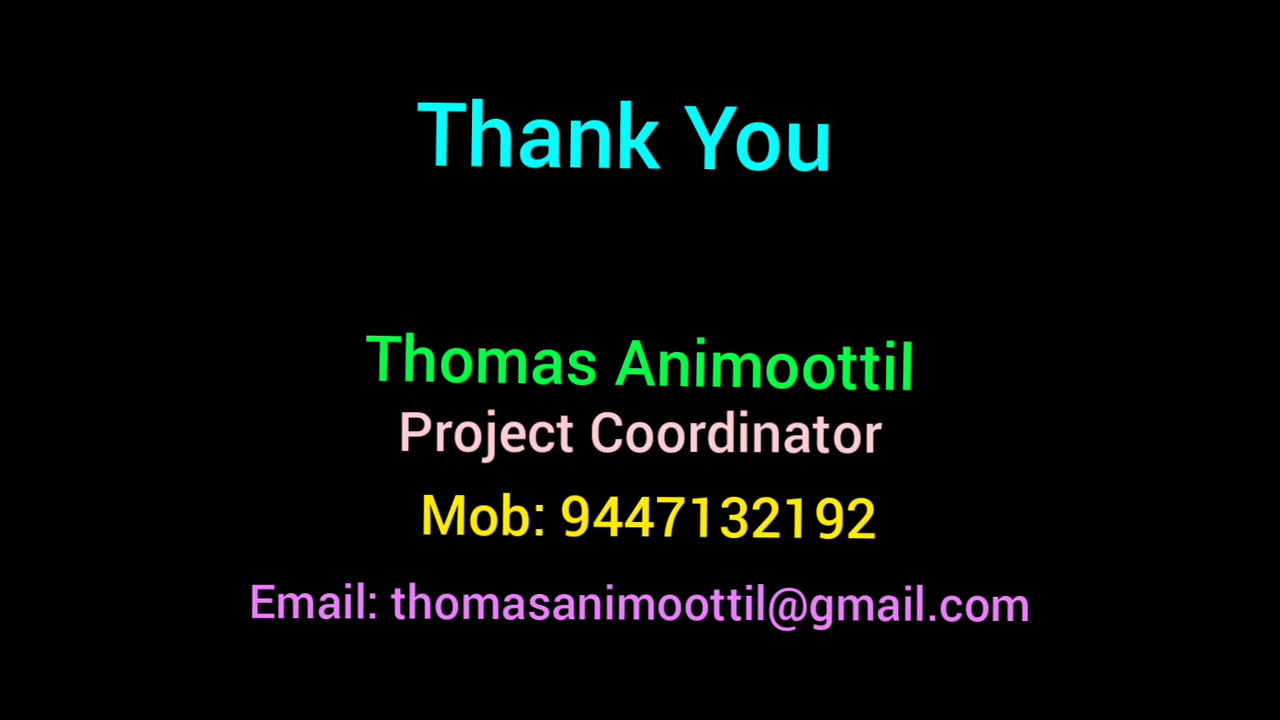 Thank You
Thomas Animoottil
Project Coordinator
Mob: 9447132192
Email: thomasanimoottil@gmail.com